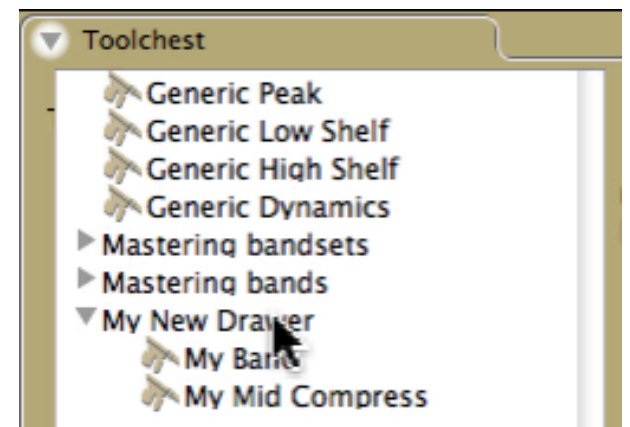 Toolchest
Generic Peak
Generic Low Shelf
Generic High Shelf
Generic Dynamics
Mastering bandsets
Mastering bands
My New Drawer
My Band
My Mid Compress